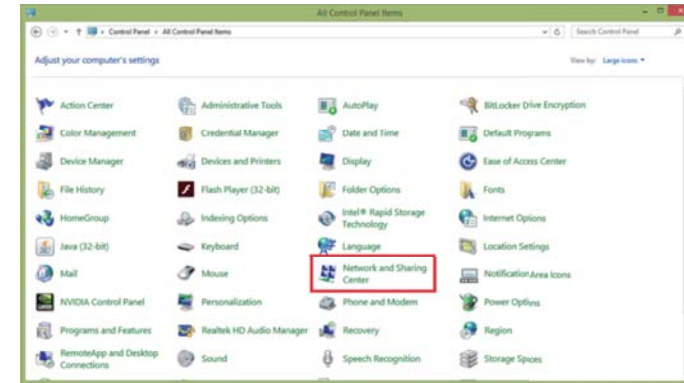 All Control Panel Items
Control Panel All Control Panel Items
Search Control Panel
Adjust your computer's settings
View by: Large icons
Action Center
Administrative Tools
AutoPlay
BitLocker Drive Encryption
Color Management
Credential Manager
Date and Time
Default Programs
Device Manager
Devices and Printers
Display
Ease of Access Center
File History
Flash Player (32-bit)
Folder Options
Fonts
HomeGroup
Indexing Options
Intel® Rapid Storage
Technology
Internet Options
Java (32-bit)
Keyboard
Language
Location Settings
Mail
Mouse
Network and Sharing
Center
Notification Area Icons
NVIDIA Control Panel
Personalization
Phone and Modem
Power Options
Programs and Features
Realtek HD Audio Manager
Recovery
Region
RemoteApp and Desktop
Connections
Sound
Speech Recognition
Storage Spaces